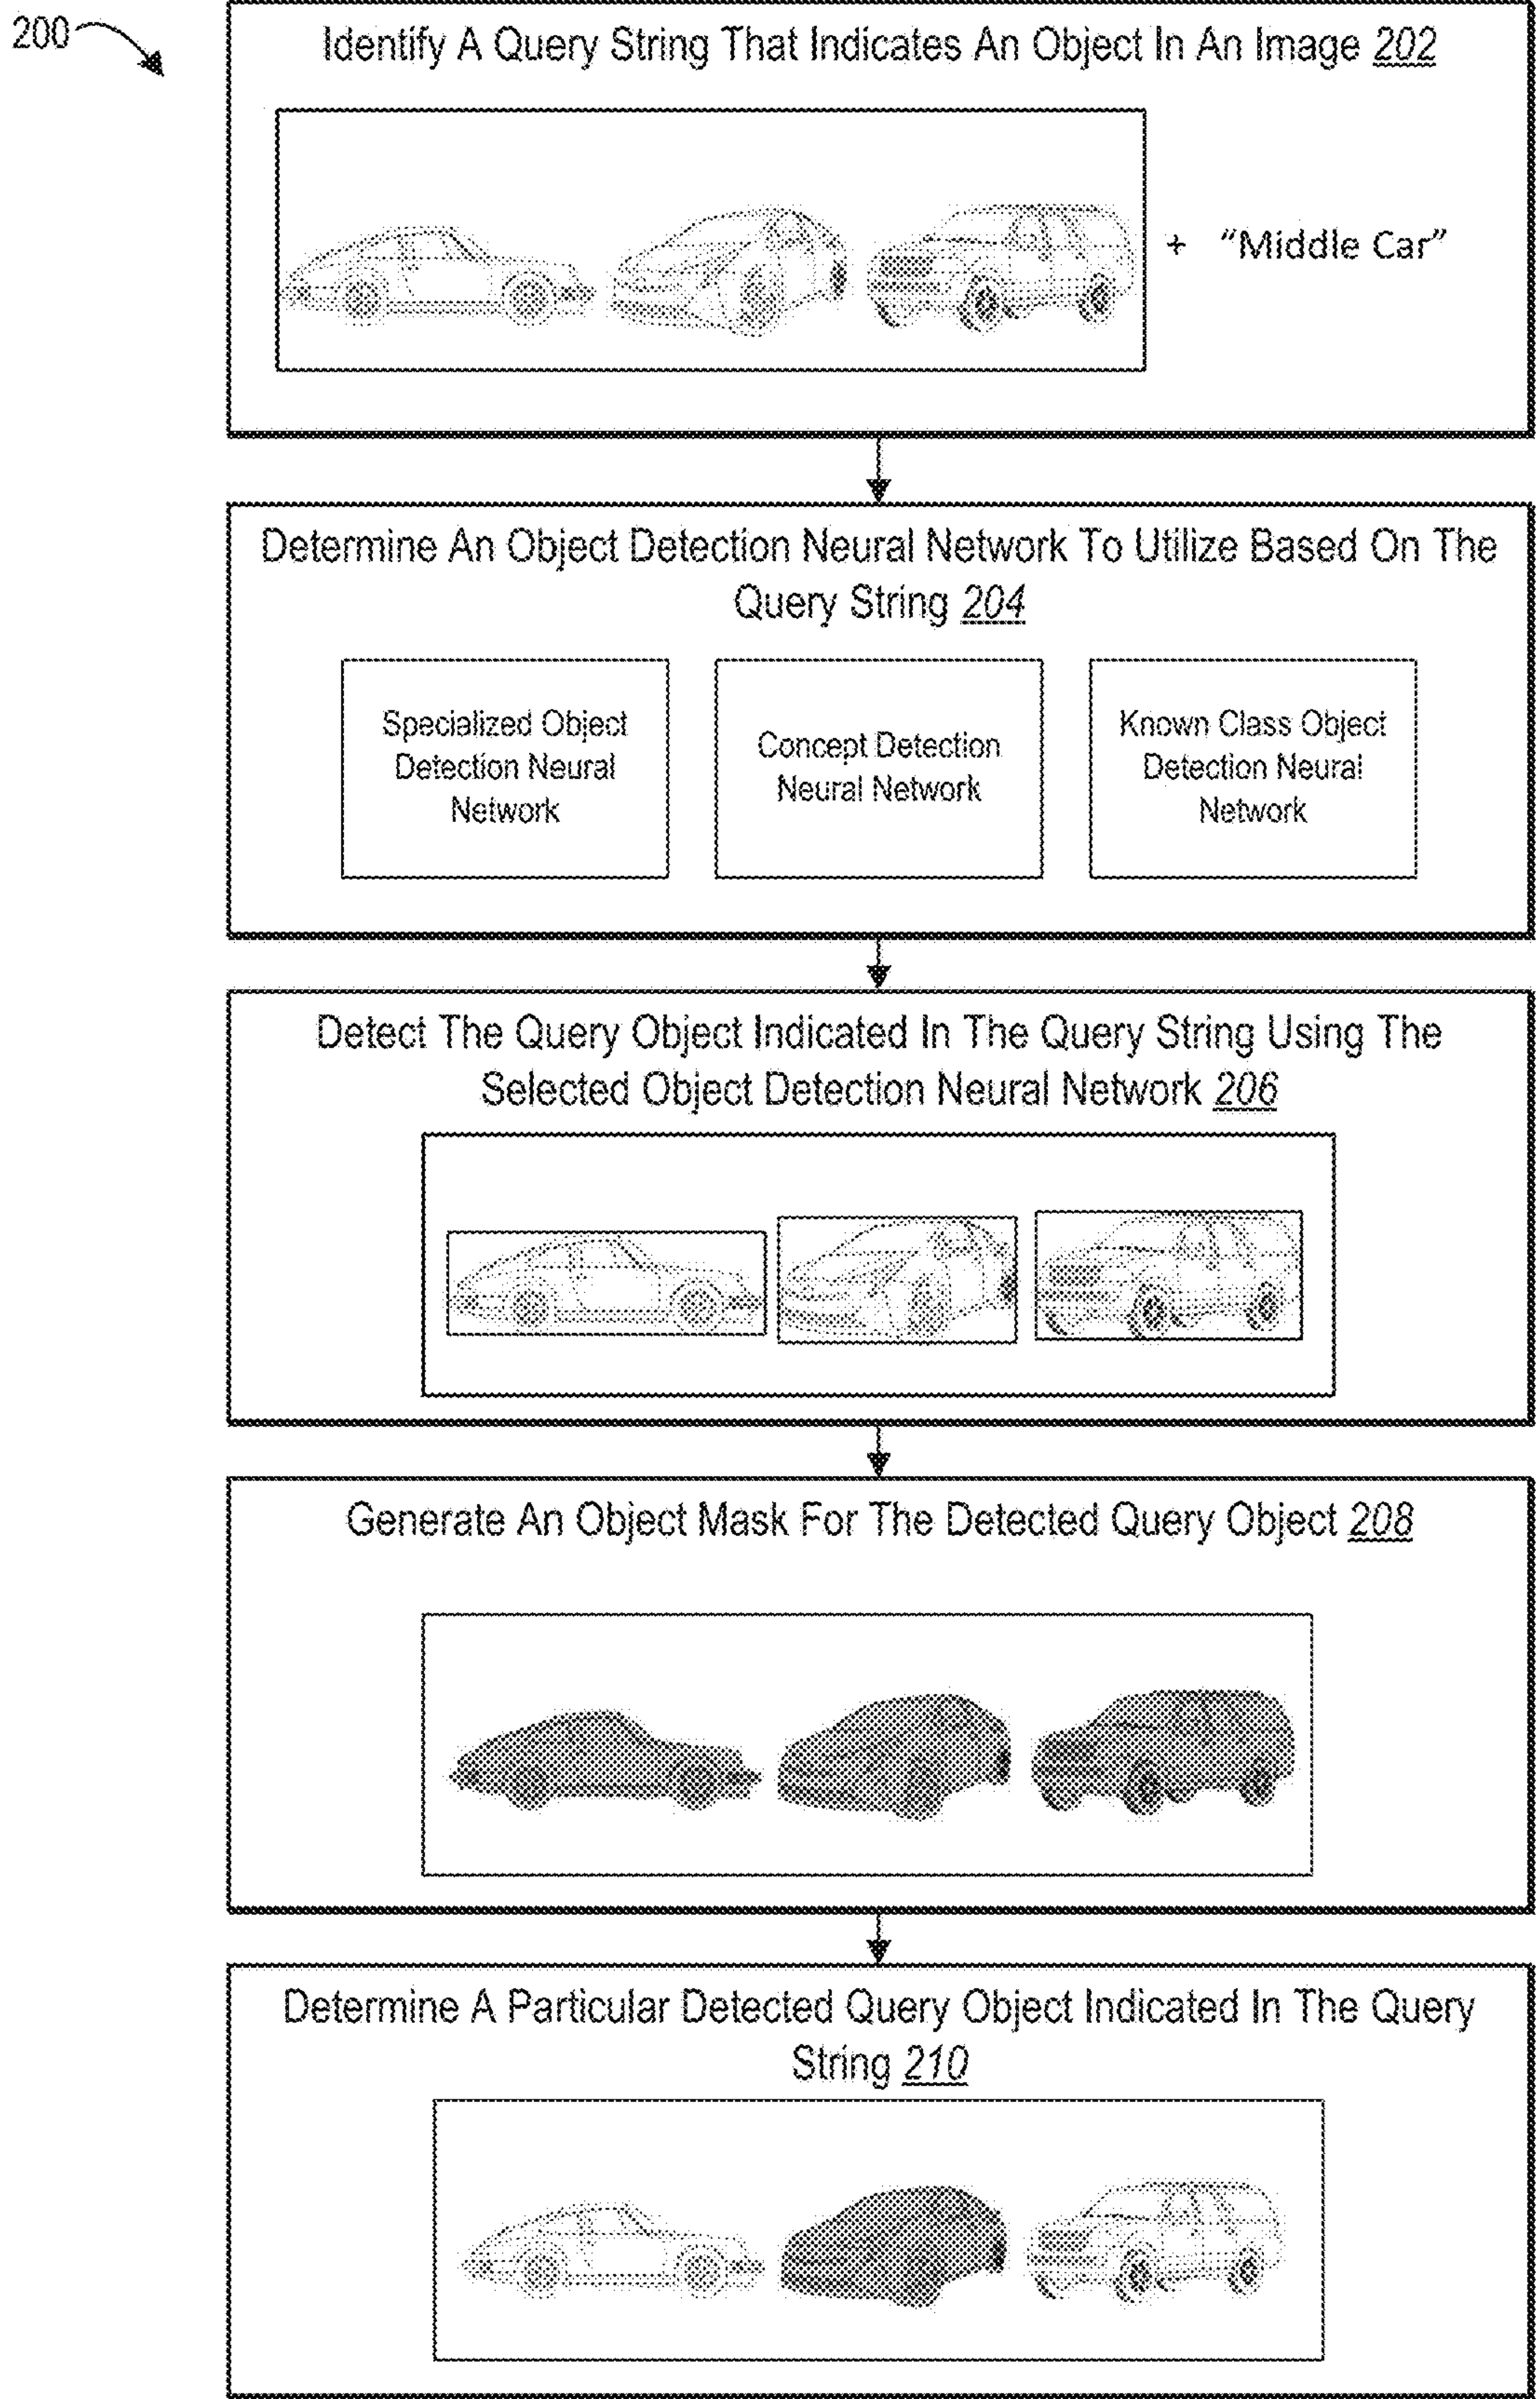 200
Identify A Query String That Indicates An Object In An Image 202
+ “Middle Car”
Determine An Object Detection Neural Network To Utilize Based On The
Query String 204
Specialized Object
Detection Neural
Network
Concept Detection
Neural Network
Known Class Object
Detection Neural
Network
Detect The Query Object Indicated In The Query String Using The
Selected Object Detection Neural Network 206
Generate An Object Mask For The Detected Query Object 208
Determine A Particular Detected Query Object Indicated In The Query
String 210